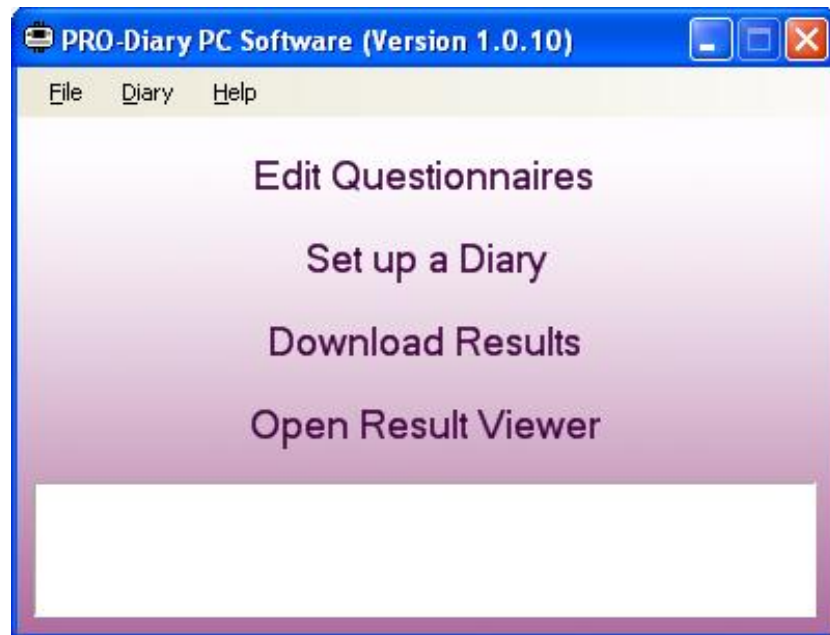 PRO-Diary PC Software (Version 1.0.10)
File Diary Help
Edit Questionnaires
Set up a Diary
Download Results
Open Result Viewer